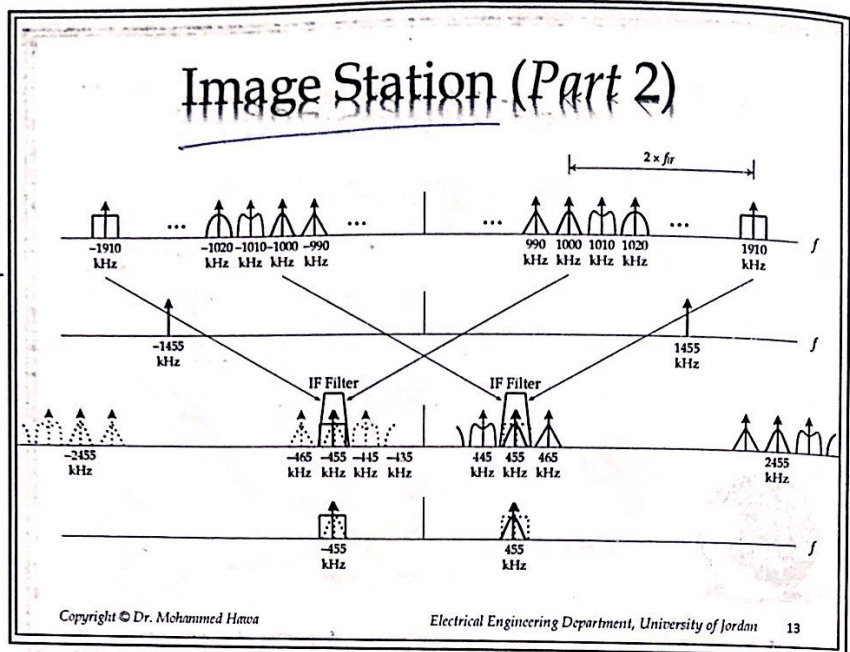 Image Station (Part 2)
2 × fIF
... ... ... ...
−1910 kHz −1020 kHz −1010 kHz −1000 kHz −990 kHz 990 kHz 1000 kHz 1010 kHz 1020 kHz 1910 kHz f
−1455 kHz 1455 kHz f
IF Filter IF Filter
−2455 kHz −465 kHz −455 kHz −445 kHz −435 kHz 445 kHz 455 kHz 465 kHz 2455 kHz
−455 kHz 455 kHz f
Copyright © Dr. Mohammed Hawa Electrical Engineering Department, University of Jordan 13